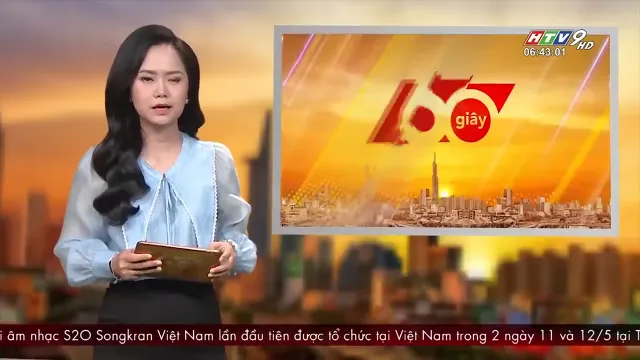 HTV9 HD
06:43:01
60 giây
i âm nhạc S2O Songkran Việt Nam lần đầu tiên được tổ chức tại Việt Nam trong 2 ngày 11 và 12/5 tại T